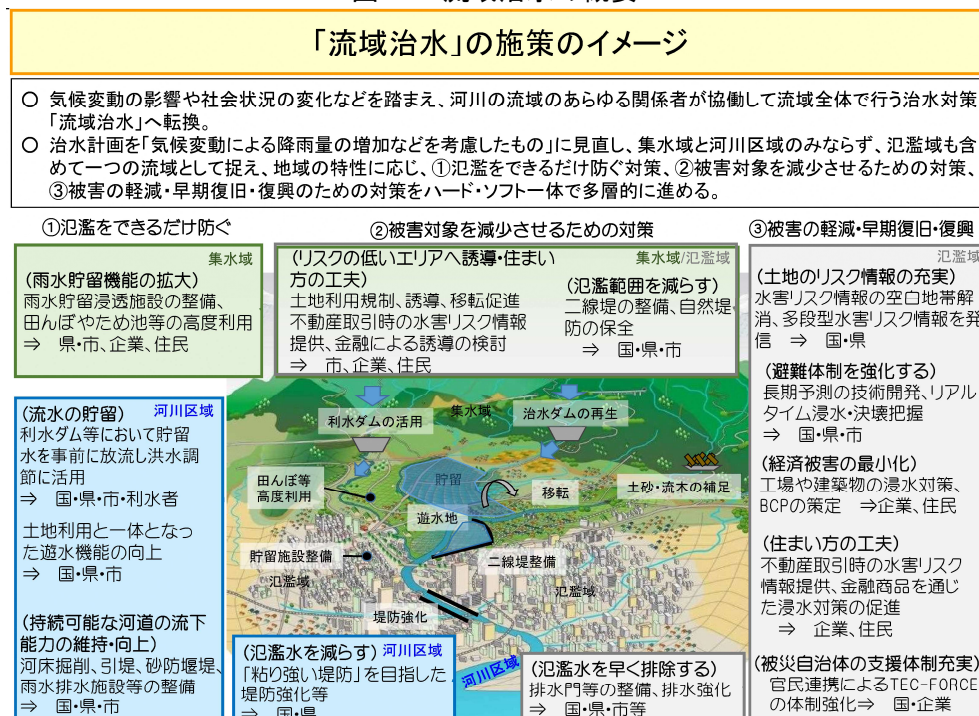 「流域治水」の施策のイメージ
○ 気候変動の影響や社会状況の変化などを踏まえ、河川の流域のあらゆる関係者が協働して流域全体で行う治水対策、
「流域治水」へ転換。
○ 治水計画を「気候変動による降雨量の増加などを考慮したもの」に見直し、集水域と河川区域のみならず、氾濫域も含
めて一つの流域として捉え、地域の特性に応じ、①氾濫をできるだけ防ぐ対策、②被害対象を減少させるための対策、
③被害の軽減・早期復旧・復興のための対策をハード・ソフト一体で多層的に進める。
①氾濫をできるだけ防ぐ
集水域
(雨水貯留機能の拡大)
雨水貯留浸透施設の整備、
田んぼやため池等の高度利用
⇒ 県・市、企業、住民
(流水の貯留)
河川区域
利水ダム等において貯留
水を事前に放流し洪水調
節に活用
⇒ 国・県・市・利水者
土地利用と一体となっ
た遊水機能の向上
⇒ 国・県・市
(持続可能な河道の流下
能力の維持・向上)
河床掘削、引堤、砂防堰堤、
雨水排水施設等の整備
⇒ 国・県・市
②被害対象を減少させるための対策
(リスクの低いエリアへ誘導・住まい
方の工夫)
土地利用規制、誘導、移転促進
不動産取引時の水害リスク情報
提供、金融による誘導の検討
⇒ 市、企業、住民
集水域/氾濫域
(氾濫範囲を減らす)
二線堤の整備、自然堤
防の保全
⇒ 国・県・市
利水ダムの活用
集水域
治水ダムの再生
田んぼ等
高度利用
貯留
移転
土砂・流木の補足
遊水地
貯留施設整備
二線堤整備
氾濫域
氾濫域
堤防強化
河川区域
(氾濫水を減らす)
河川区域
「粘り強い堤防」を目指した
堤防強化等
⇒ 国・県
(氾濫水を早く排除する)
排水門等の整備、排水強化
⇒ 国・県・市等
③被害の軽減・早期復旧・復興
氾濫域
(土地のリスク情報の充実)
水害リスク情報の空白地帯解
消、多段型水害リスク情報を発
信 ⇒ 国・県
(避難体制を強化する)
長期予測の技術開発、リアル
タイム浸水・決壊把握
⇒ 国・県・市
(経済被害の最小化)
工場や建築物の浸水対策、
BCPの策定 ⇒企業、住民
(住まい方の工夫)
不動産取引時の水害リスク
情報提供、金融商品を通じ
た浸水対策の促進
⇒ 企業、住民
(被災自治体の支援体制充実)
官民連携によるTEC-FORCE
の体制強化⇒ 国・企業